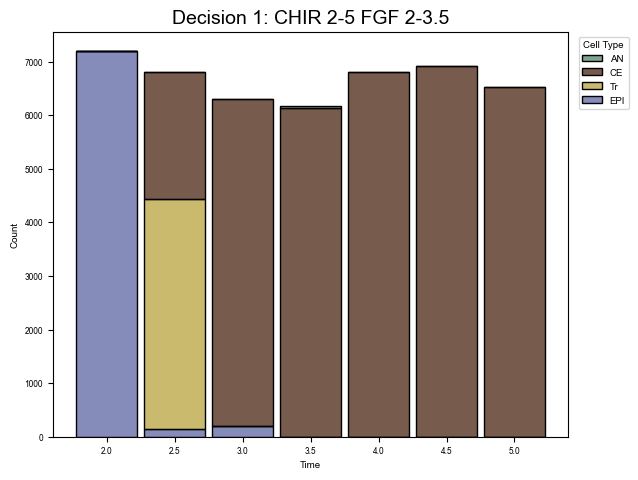 Decision 1: CHIR 2-5 FGF 2-3.5
Cell Type
AN
CE
Tr
EPI
7000
6000
5000
4000
3000
2000
1000
0
Count
2.0 2.5 3.0 3.5 4.0 4.5 5.0
Time